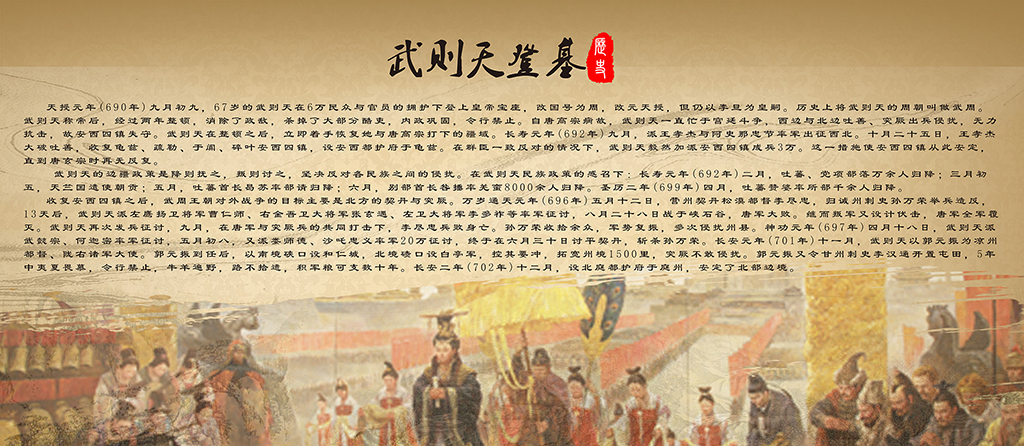 武则天登基
歷史
天授元年(690年)九月初九，67岁的武则天在6万民众与官员的拥护下登上皇帝宝座，改国号为周，改元天授，但仍以李旦为皇嗣。历史上将武则天的周朝叫做武周。
武则天称帝后，经过两年整顿，消除了政敌，杀掉了大部分酷吏，内政巩固，令行禁止。自唐高宗病故，武则天一直忙于宫廷斗争，西边与北边吐蕃，突厥出兵侵扰，无力
抗击，故安西四镇失守。武则天在整顿之后，立即着手恢复她与唐高宗打下的疆域。长寿元年(692年)九月，派王孝杰与阿史那忠节率军出征西北。十月二十五日，王孝杰
大破吐蕃，收复龟兹、疏勒、于阗、碎叶安西四镇，设安西都护府于龟兹。在群臣一致反对的情况下，武则天毅然加派安西四镇戍兵3万。这一措施使安西四镇从此安定，
直到唐玄宗时再无反复。
武则天的边疆政策是降则抚之，叛则讨之，坚决反对各民族之间的侵扰。在武则天民族政策的感召下：长寿元年(692年)二月，吐蕃、党项部落万余人归降；三月初
五，天竺国遣使朝贡；五月，吐蕃首长曷苏率部请归降；六月，别部首长昝捶率羌蛮8000余人归降。圣历二年(699年)四月，吐蕃赞婆率所部千余人归降。
收复安西四镇之后，武周王朝对外战争的目标主要是北方的契丹与突厥。万岁通天元年(696年)五月十二日，营州契丹松漠部督李尽忠，归诚州刺史孙万荣举兵造反，
13天后，武则天派左鹰扬卫将军曹仁师、右金吾卫大将军张玄遇、左卫大将军李多祚等率军征讨，八月二十八日战于峡石谷，唐军大败。继而叛军又设计伏击，唐军全军覆
灭。武则天再次发兵征讨，九月，在唐军与突厥兵的共同打击下，李尽忠兵败身亡。孙万荣收拾余众，军势复振，多次侵扰州县。神功元年(697年)四月十八日，武则天派
武懿宗、何迦密率军征讨，五月初八，又派娄师德、沙吒忠义率军20万征讨，终于在六月三十日讨平契丹，斩杀孙万荣。长安元年(701年)十一月，武则天以郭元振为凉州
部督、陇右诸军大使。郭元振到任后，以南境硖口设和仁城，北境碛口设白亭军，控其要冲，拓宽州境1500里，突厥不敢侵扰。郭元振又令甘州刺史李汉通开置屯田，5年
中夷夏畏慕，令行禁止，牛羊遍野，路不拾遗，积军粮可支数十年。长安二年(702年)十二月，设北庭都护府于庭州，安定了北部边境。